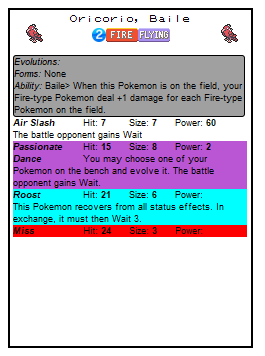 Oricorio, Baile
2 FIRE FLYING
Evolutions:
Forms: None
Ability: Baile> When this Pokemon is on the field, your
Fire-type Pokemon deal +1 damage for each Fire-type
Pokemon on the field.
Air Slash Hit: 7 Size: 7 Power: 60
The battle opponent gains Wait
Passionate Hit: 15 Size: 8 Power: 2
Dance You may choose one of your
Pokemon on the bench and evolve it. The battle
opponent gains Wait.
Roost Hit: 21 Size: 6 Power:
This Pokemon recovers from all status effects. In
exchange, it must then Wait 3.
Miss Hit: 24 Size: 3 Power: